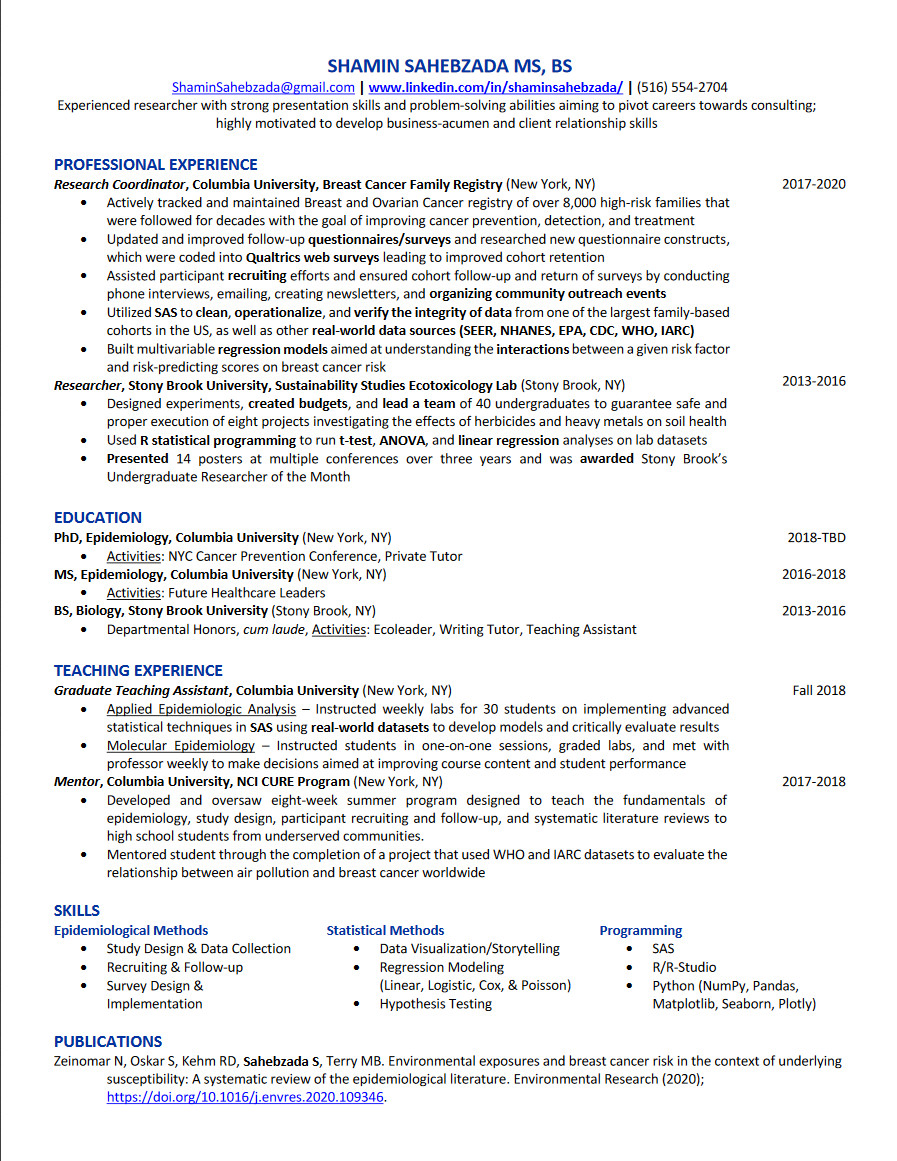 SHAMIN SAHEBZADA MS, BS
ShaminSahebzada@gmail.com | www.linkedin.com/in/shaminsahebzada/ | (516) 554-2704
Experienced researcher with strong presentation skills and problem-solving abilities aiming to pivot careers towards consulting;
highly motivated to develop business-acumen and client relationship skills
PROFESSIONAL EXPERIENCE
Research Coordinator, Columbia University, Breast Cancer Family Registry (New York, NY) 2017-2020
• Actively tracked and maintained Breast and Ovarian Cancer registry of over 8,000 high-risk families that
were followed for decades with the goal of improving cancer prevention, detection, and treatment
• Updated and improved follow-up questionnaires/surveys and researched new questionnaire constructs,
which were coded into Qualtrics web surveys leading to improved cohort retention
• Assisted participant recruiting efforts and ensured cohort follow-up and return of surveys by conducting
phone interviews, emailing, creating newsletters, and organizing community outreach events
• Utilized SAS to clean, operationalize, and verify the integrity of data from one of the largest family-based
cohorts in the US, as well as other real-world data sources (SEER, NHANES, EPA, CDC, WHO, IARC)
• Built multivariable regression models aimed at understanding the interactions between a given risk factor
and risk-predicting scores on breast cancer risk
Researcher, Stony Brook University, Sustainability Studies Ecotoxicology Lab (Stony Brook, NY) 2013-2016
• Designed experiments, created budgets, and lead a team of 40 undergraduates to guarantee safe and
proper execution of eight projects investigating the effects of herbicides and heavy metals on soil health
• Used R statistical programming to run t-test, ANOVA, and linear regression analyses on lab datasets
• Presented 14 posters at multiple conferences over three years and was awarded Stony Brook's
Undergraduate Researcher of the Month
EDUCATION
PhD, Epidemiology, Columbia University (New York, NY) 2018-TBD
• Activities: NYC Cancer Prevention Conference, Private Tutor
MS, Epidemiology, Columbia University (New York, NY) 2016-2018
• Activities: Future Healthcare Leaders
BS, Biology, Stony Brook University (Stony Brook, NY) 2013-2016
• Departmental Honors, cum laude, Activities: Ecoleader, Writing Tutor, Teaching Assistant
TEACHING EXPERIENCE
Graduate Teaching Assistant, Columbia University (New York, NY) Fall 2018
• Applied Epidemiologic Analysis – Instructed weekly labs for 30 students on implementing advanced
statistical techniques in SAS using real-world datasets to develop models and critically evaluate results
• Molecular Epidemiology – Instructed students in one-on-one sessions, graded labs, and met with
professor weekly to make decisions aimed at improving course content and student performance
Mentor, Columbia University, NCI CURE Program (New York, NY) 2017-2018
• Developed and oversaw eight-week summer program designed to teach the fundamentals of
epidemiology, study design, participant recruiting and follow-up, and systematic literature reviews to
high school students from underserved communities.
• Mentored student through the completion of a project that used WHO and IARC datasets to evaluate the
relationship between air pollution and breast cancer worldwide
SKILLS
Epidemiological Methods
• Study Design & Data Collection
• Recruiting & Follow-up
• Survey Design &
Implementation
Statistical Methods
• Data Visualization/Storytelling
• Regression Modeling
(Linear, Logistic, Cox, & Poisson)
• Hypothesis Testing
Programming
• SAS
• R/R-Studio
• Python (NumPy, Pandas,
Matplotlib, Seaborn, Plotly)
PUBLICATIONS
Zeinomar N, Oskar S, Kehm RD, Sahebzada S, Terry MB. Environmental exposures and breast cancer risk in the context of underlying
susceptibility: A systematic review of the epidemiological literature. Environmental Research (2020);
https://doi.org/10.1016/j.envres.2020.109346.